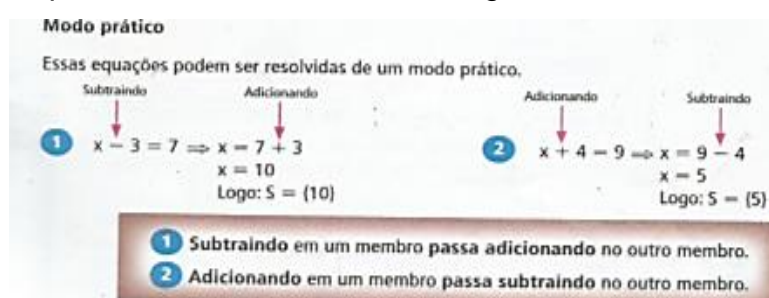 Modo prático
Essas equações podem ser resolvidas de um modo prático.
Subtraindo Adicionando
1 x – 3 = 7 ⇒ x = 7 + 3
x = 10
Logo: S = {10}
Adicionando Subtraindo
2 x + 4 = 9 ⇒ x = 9 – 4
x = 5
Logo: S = {5}
1 Subtraindo em um membro passa adicionando no outro membro.
2 Adicionando em um membro passa subtraindo no outro membro.